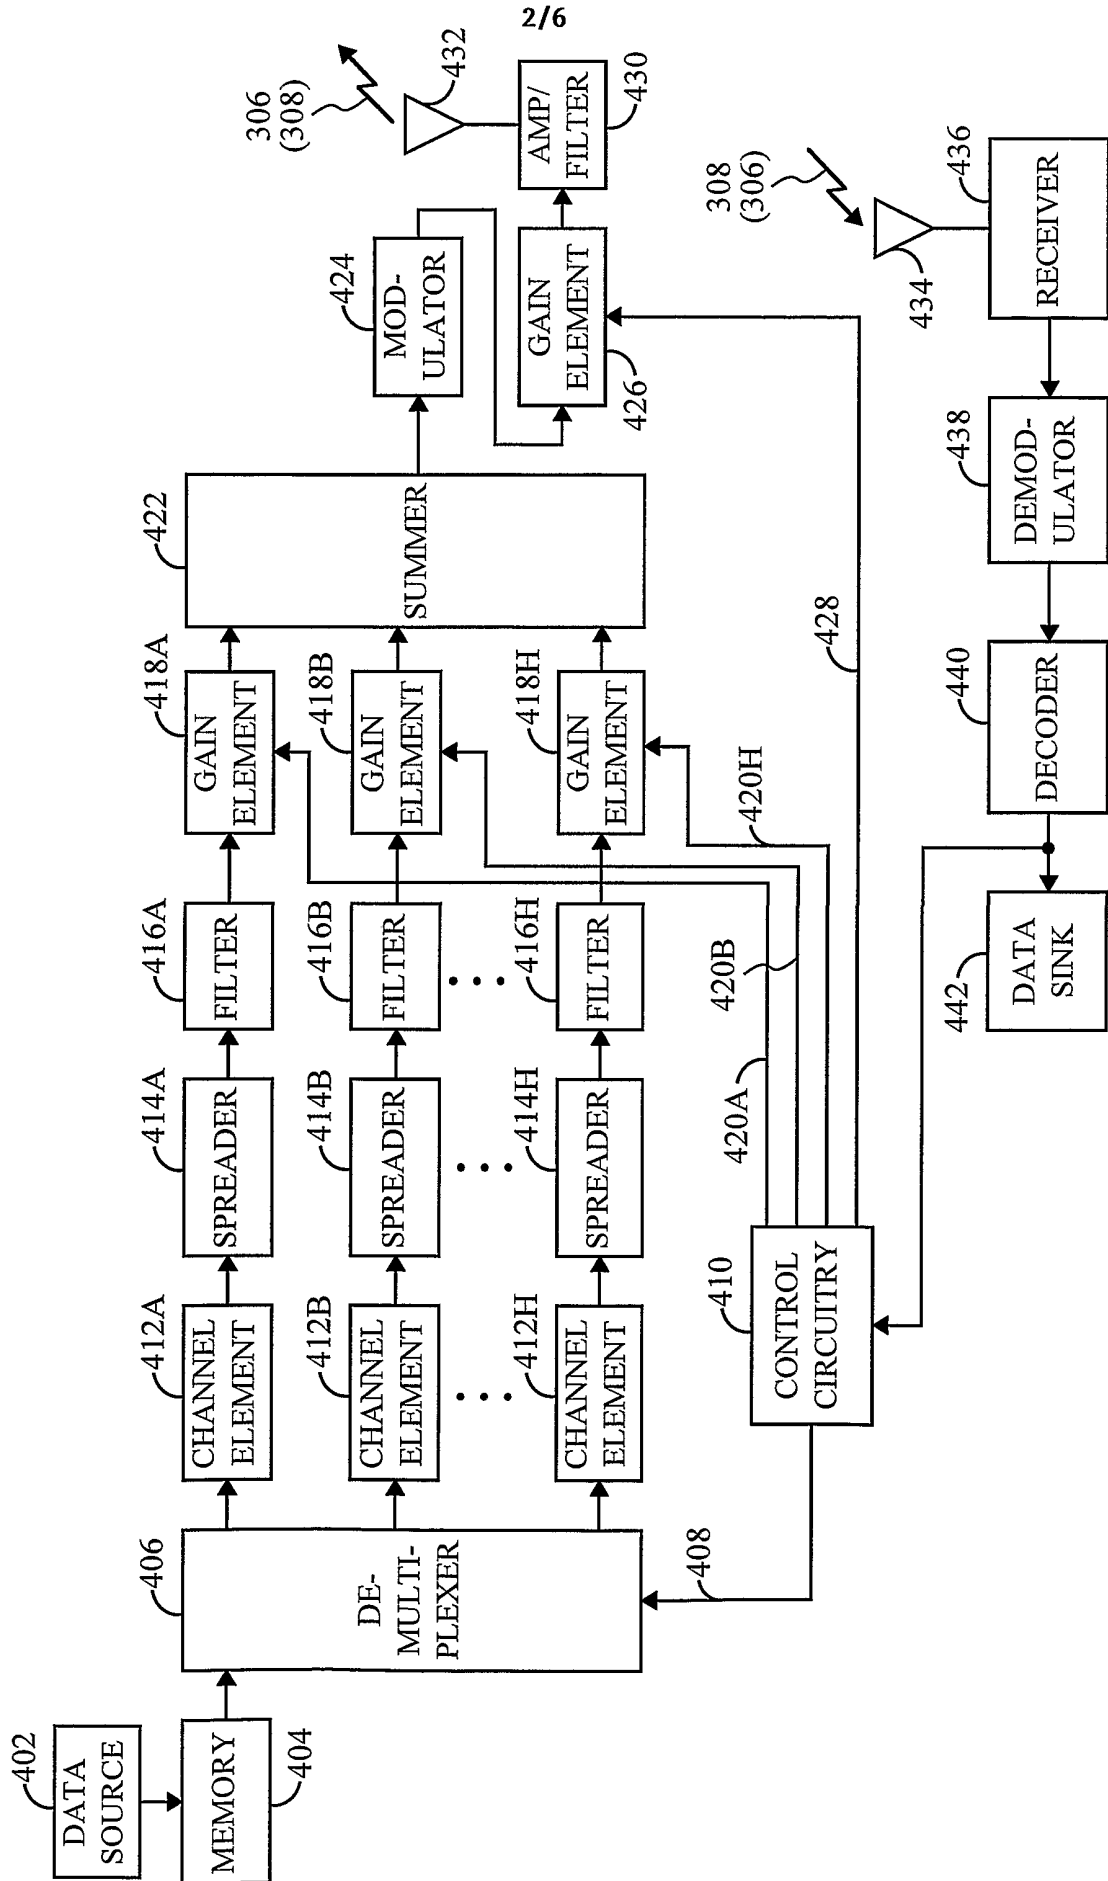 2/6
402
DATA
SOURCE
MEMORY
404
406
DE-
MULTI-
PLEXER
408
412A
CHANNEL
ELEMENT
414A
SPREADER
416A
FILTER
418A
GAIN
ELEMENT
412B
CHANNEL
ELEMENT
414B
SPREADER
416B
FILTER
418B
GAIN
ELEMENT
412H
CHANNEL
ELEMENT
414H
SPREADER
416H
FILTER
418H
GAIN
ELEMENT
422
SUMMER
424
MOD-
ULATOR
GAIN
ELEMENT
426
AMP/
FILTER
430
432
306
(308)
410
CONTROL
CIRCUITRY
420A
420B
420H
428
308
(306)
434
436
RECEIVER
438
DEMOD-
ULATOR
440
DECODER
442
DATA
SINK